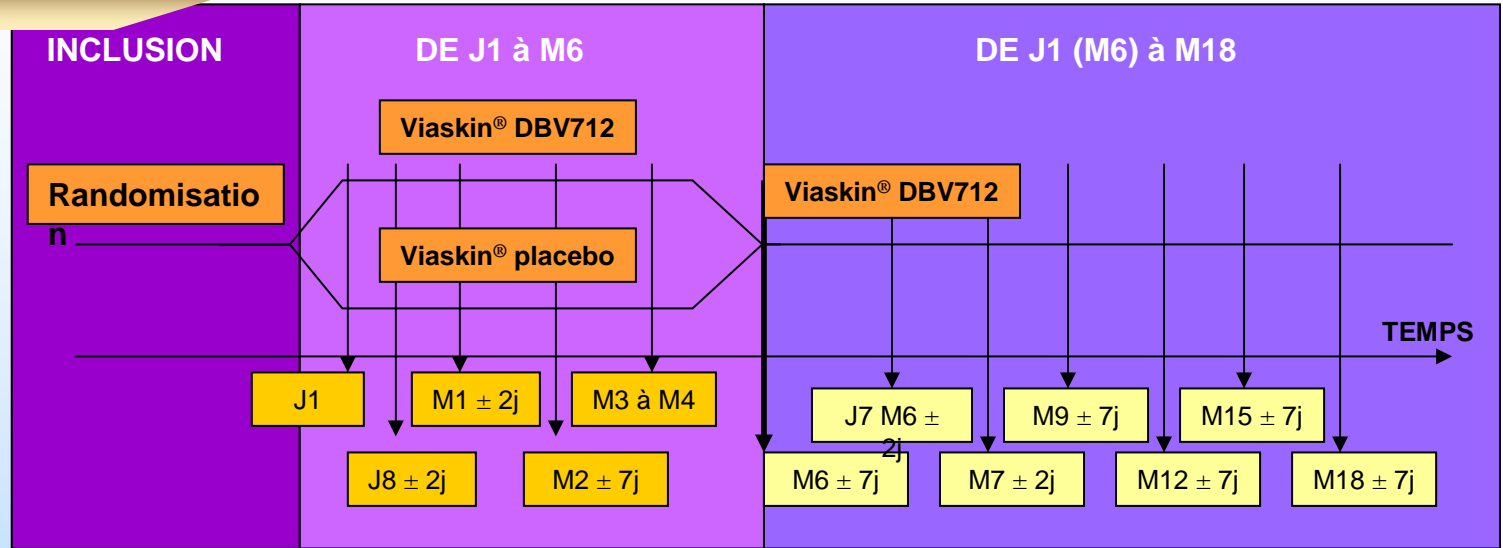 INCLUSION
DE J1 à M6
DE J1 (M6) à M18
Viaskin® DBV712
Randomisatio
n
Viaskin® DBV712
Viaskin® placebo
TEMPS
J1
M1 ± 2j
M3 à M4
J7 M6 ±
2j
M9 ± 7j
M15 ± 7j
J8 ± 2j
M2 ± 7j
M6 ± 7j
M7 ± 2j
M12 ± 7j
M18 ± 7j